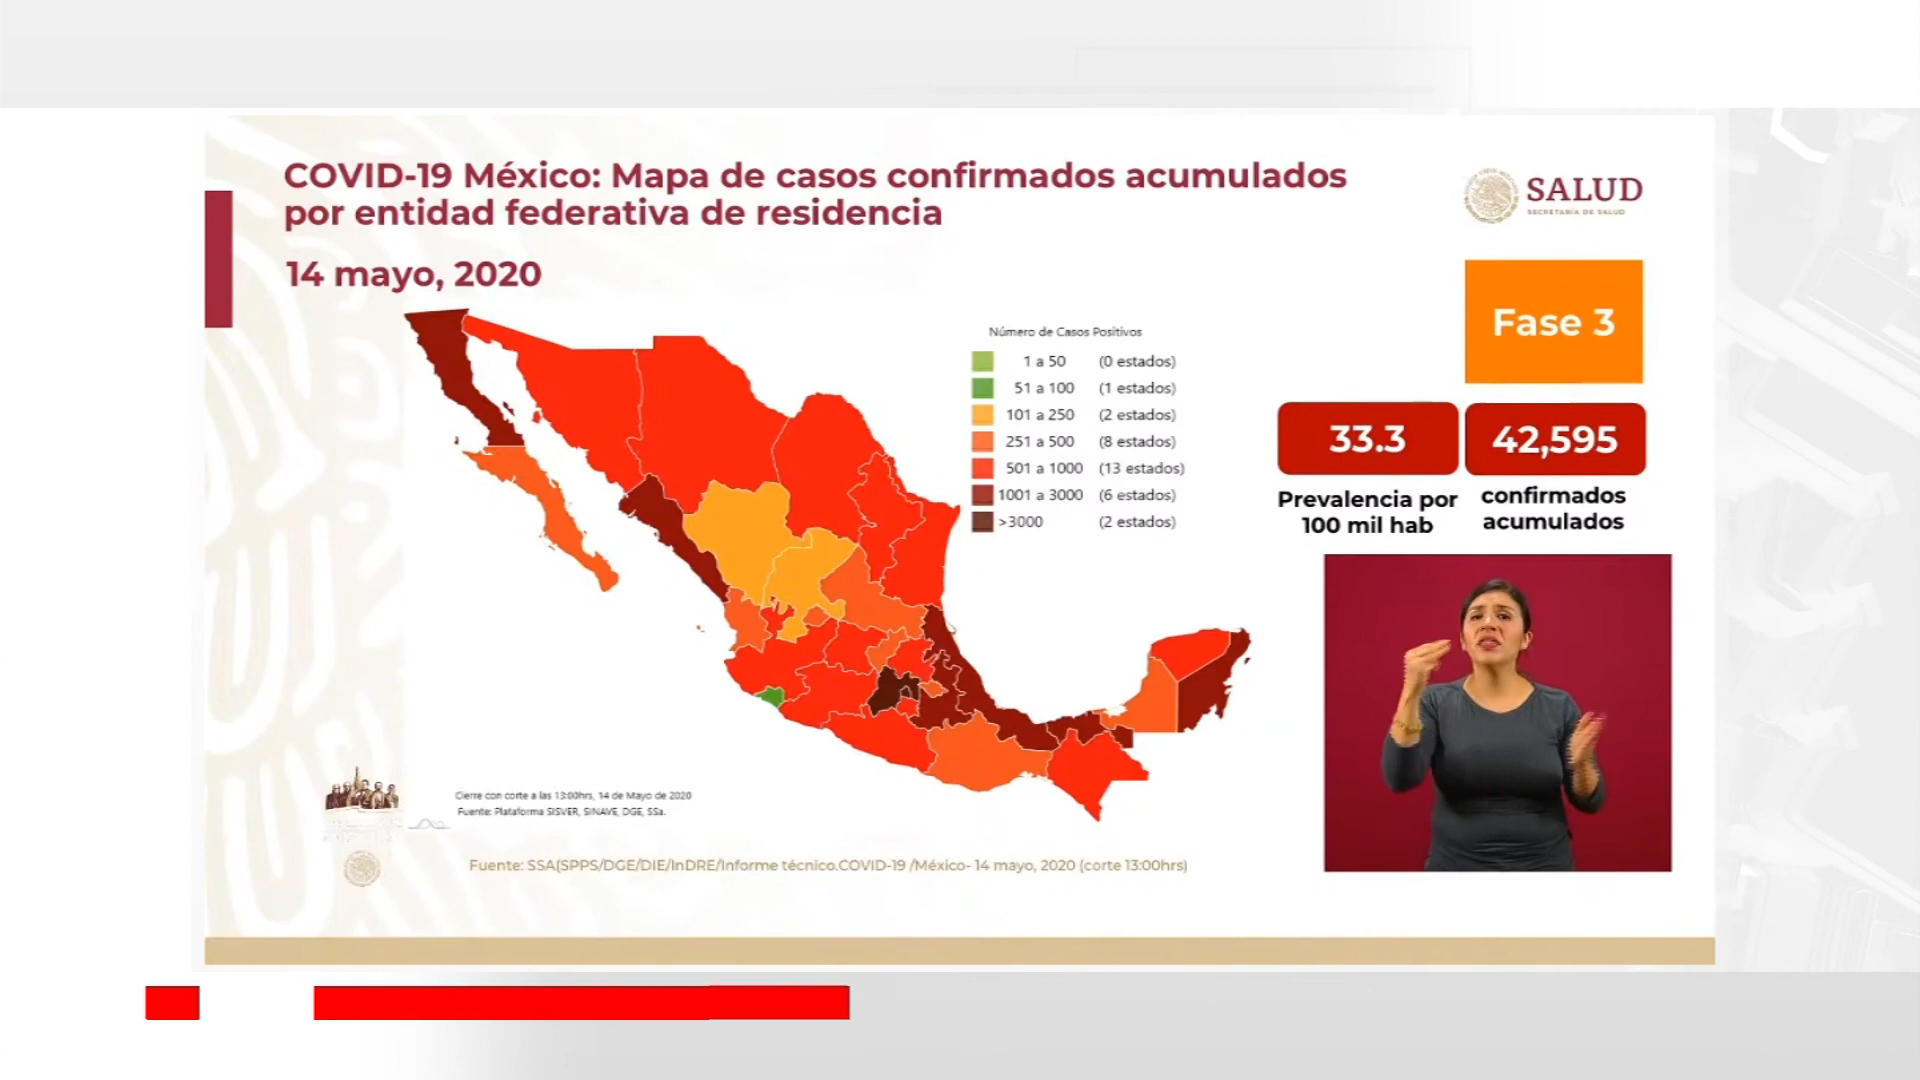 COVID-19 México: Mapa de casos confirmados acumulados
por entidad federativa de residencia
14 mayo, 2020
SALUD
SECRETARÍA DE SALUD
Fase 3
Número de Casos Positivos
1 a 50 (0 estados)
51 a 100 (1 estados)
101 a 250 (2 estados)
251 a 500 (8 estados)
501 a 1000 (13 estados)
1001 a 3000 (6 estados)
>3000 (2 estados)
33.3
Prevalencia por
100 mil hab
42,595
confirmados
acumulados
Cierre con corte a las 13:00hrs, 14 de Mayo de 2020
Fuente: Plataforma SISVER, SINAVE, DGE, SSa.
Fuente: SSA(SPPS/DGE/DIE/InDRE/Informe técnico.COVID-19 /México- 14 mayo, 2020 (corte 13:00hrs)